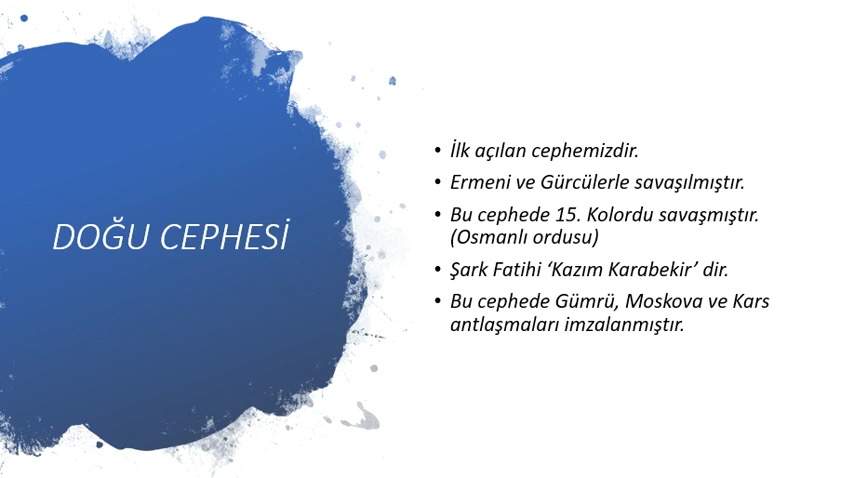 DOĞU CEPHESİ
• İlk açılan cephemizdir.
• Ermeni ve Gürcülerle savaşılmıştır.
• Bu cephede 15. Kolordu savaşmıştır.
(Osmanlı ordusu)
• Şark Fatihi ‘Kazım Karabekir’ dir.
• Bu cephede Gümrü, Moskova ve Kars
antlaşmaları imzalanmıştır.